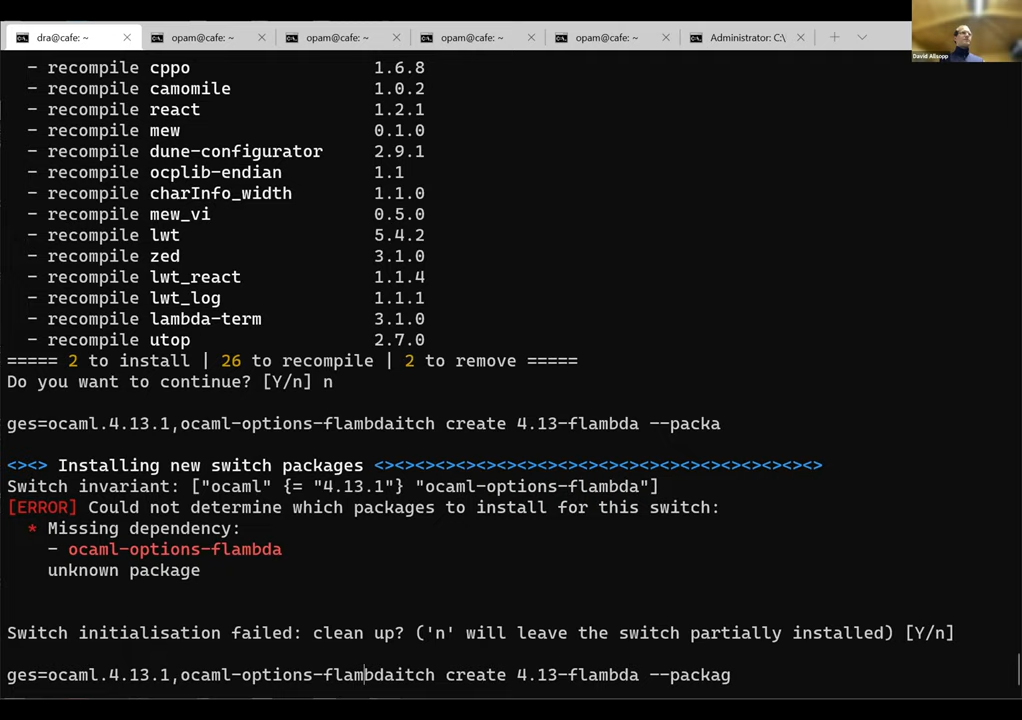 dra@cafe: ~ opam@cafe: ~ opam@cafe: ~ opam@cafe: ~ opam@cafe: ~ Administrator: C:\
David Allsopp
- recompile cppo 1.6.8
- recompile camomile 1.0.2
- recompile react 1.2.1
- recompile mew 0.1.0
- recompile dune-configurator 2.9.1
- recompile ocplib-endian 1.1
- recompile charInfo_width 1.1.0
- recompile mew_vi 0.5.0
- recompile lwt 5.4.2
- recompile zed 3.1.0
- recompile lwt_react 1.1.4
- recompile lwt_log 1.1.1
- recompile lambda-term 3.1.0
- recompile utop 2.7.0
===== 2 to install | 26 to recompile | 2 to remove =====
Do you want to continue? [Y/n] n
ges=ocaml.4.13.1,ocaml-options-flambdaitch create 4.13-flambda --packa
<><> Installing new switch packages <><><><><><><><><><><><><><><><><><><><><><>
Switch invariant: ["ocaml" {= "4.13.1"} "ocaml-options-flambda"]
[ERROR] Could not determine which packages to install for this switch:
* Missing dependency:
- ocaml-options-flambda
unknown package
Switch initialisation failed: clean up? ('n' will leave the switch partially installed) [Y/n]
ges=ocaml.4.13.1,ocaml-options-flambdaitch create 4.13-flambda --packag